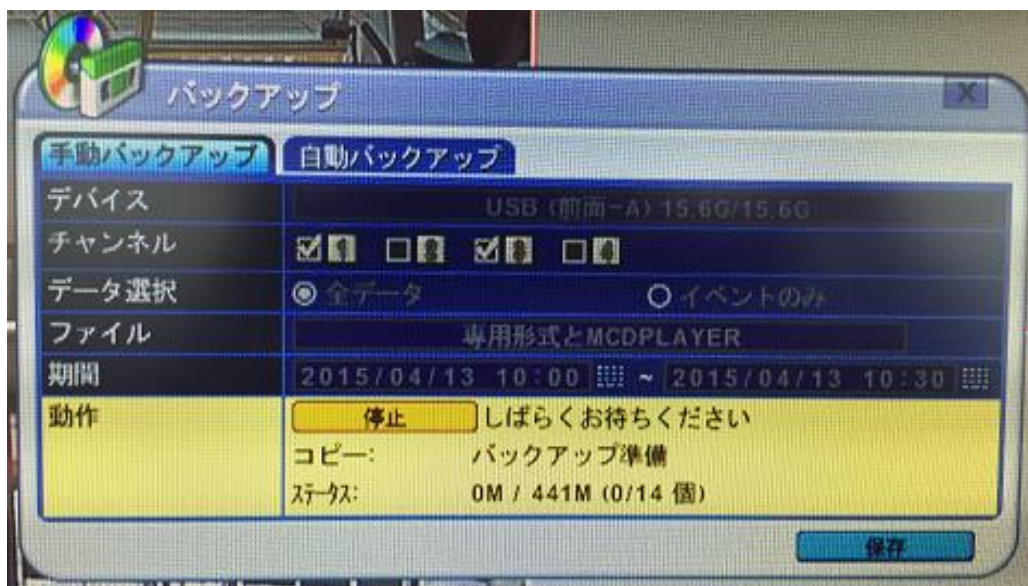 バックアップ
X
手動バックアップ 自動バックアップ
デバイス USB (前面-A) 15.6G/15.6G
チャンネル 1 2 3 4
データ選択 全データ イベントのみ
ファイル 専用形式とMCDPLAYER
期間 2015/04/13 10:00 ~ 2015/04/13 10:30
動作 停止 しばらくお待ちください
コピー: バックアップ準備
ステータス: 0M / 441M (0/14 個)
保存